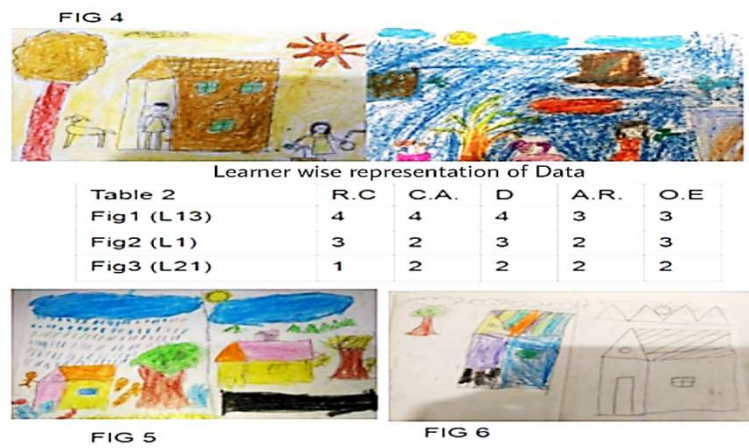 FIG 4
Learner wise representation of Data
Table 2 R.C C.A. D A.R. O.E
Fig1 (L13) 4 4 4 3 3
Fig2 (L1) 3 2 3 2 3
Fig3 (L21) 1 2 2 2 2
FIG 5
FIG 6